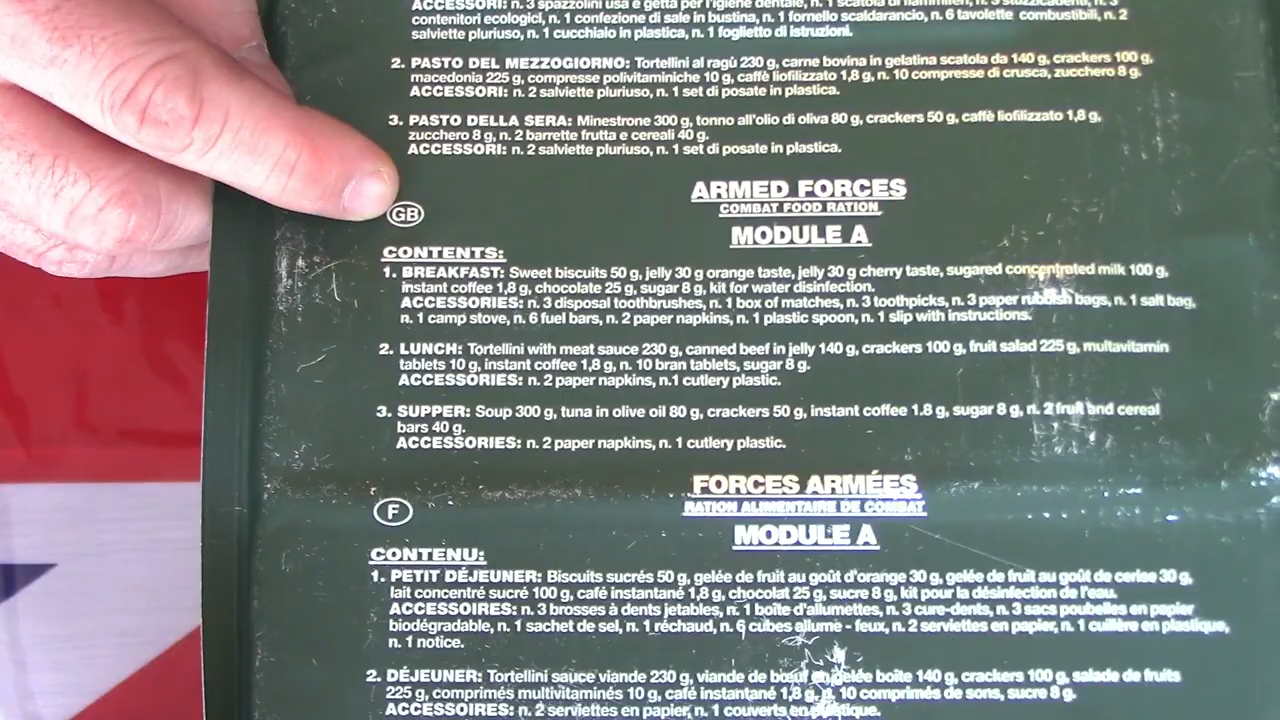 ACCESSORI: n. 3 spazzolini usa e getta per l'igiene dentale, n. 1 scatola di fiammiferi, n. 3 stuzzicadenti, n. 3
contenitori ecologici, n. 1 confezione di sale in bustina, n. 1 fornello scaldarancio, n. 6 tavolette combustibili, n. 2
salviette pluriuso, n. 1 cucchiaio in plastica, n. 1 foglietto di istruzioni.
2. PASTO DEL MEZZOGIORNO: Tortellini al ragù 230 g, carne bovina in gelatina scatola da 140 g, crackers 100 g,
macedonia 225 g, compresse polivitaminiche 10 g, caffè liofilizzato 1,8 g, n. 10 compresse di crusca, zucchero 8 g.
ACCESSORI: n. 2 salviette pluriuso, n. 1 set di posate in plastica.
3. PASTO DELLA SERA: Minestrone 300 g, tonno all'olio di oliva 80 g, crackers 50 g, caffè liofilizzato 1,8 g,
zucchero 8 g, n. 2 barrette frutta e cereali 40 g.
ACCESSORI: n. 2 salviette pluriuso, n. 1 set di posate in plastica.
ARMED FORCES
GB
COMBAT FOOD RATION
MODULE A
CONTENTS:
1. BREAKFAST: Sweet biscuits 50 g, jelly 30 g orange taste, jelly 30 g cherry taste, sugared concentrated milk 100 g,
instant coffee 1,8 g, chocolate 25 g, sugar 8 g, kit for water disinfection.
ACCESSORIES: n. 3 disposal toothbrushes, n. 1 box of matches, n. 3 toothpicks, n. 3 paper rubbish bags, n. 1 salt bag,
n. 1 camp stove, n. 6 fuel bars, n. 2 paper napkins, n. 1 plastic spoon, n. 1 slip with instructions.
2. LUNCH: Tortellini with meat sauce 230 g, canned beef in jelly 140 g, crackers 100 g, fruit salad 225 g, multavitamin
tablets 10 g, instant coffee 1,8 g, n. 10 bran tablets, sugar 8 g.
ACCESSORIES: n. 2 paper napkins, n.1 cutlery plastic.
3. SUPPER: Soup 300 g, tuna in olive oil 80 g, crackers 50 g, instant coffee 1.8 g, sugar 8 g, n. 2 fruit and cereal
bars 40 g.
ACCESSORIES: n. 2 paper napkins, n. 1 cutlery plastic.
FORCES ARMÉES
F
RATION ALIMENTAIRE DE COMBAT
MODULE A
CONTENU:
1. PETIT DÉJEUNER: Biscuits sucrés 50 g, gelée de fruit au goût d'orange 30 g, gelée de fruit au goût de cerise 30 g,
lait concentré sucré 100 g, café instantané 1,8 g, chocolat 25 g, sucre 8 g, kit pour la désinfection de l'eau.
ACCESSOIRES: n. 3 brosses à dents jetables, n. 1 boîte d'allumettes, n. 3 cure-dents, n. 3 sacs poubelles en papier
biodégradable, n. 1 sachet de sel, n. 1 réchaud, n. 6 cubes allume - feux, n. 2 serviettes en papier, n. 1 cuillère en plastique,
n. 1 notice.
2. DÉJEUNER: Tortellini sauce viande 230 g, viande de bœuf en gelée boîte 140 g, crackers 100 g, salade de fruits
225 g, comprimés multivitaminés 10 g, café instantané 1,8 g, n. 10 comprimés de sons, sucre 8 g.
ACCESSOIRES: n. 2 serviettes en papier, n. 1 couverts en plastique.